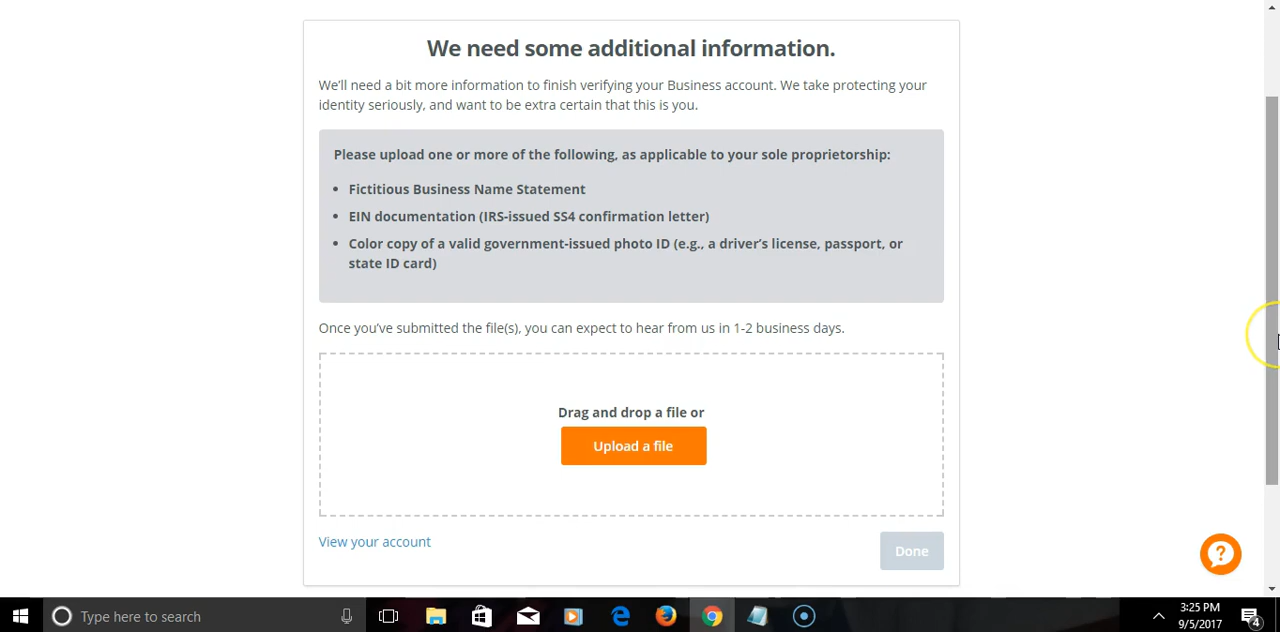 We need some additional information.
We'll need a bit more information to finish verifying your Business account. We take protecting your
identity seriously, and want to be extra certain that this is you.
Please upload one or more of the following, as applicable to your sole proprietorship:
• Fictitious Business Name Statement
• EIN documentation (IRS-issued SS4 confirmation letter)
• Color copy of a valid government-issued photo ID (e.g., a driver's license, passport, or
state ID card)
Once you've submitted the file(s), you can expect to hear from us in 1-2 business days.
Drag and drop a file or
Upload a file
View your account
Done
?
Type here to search
3:25 PM
9/5/2017
4